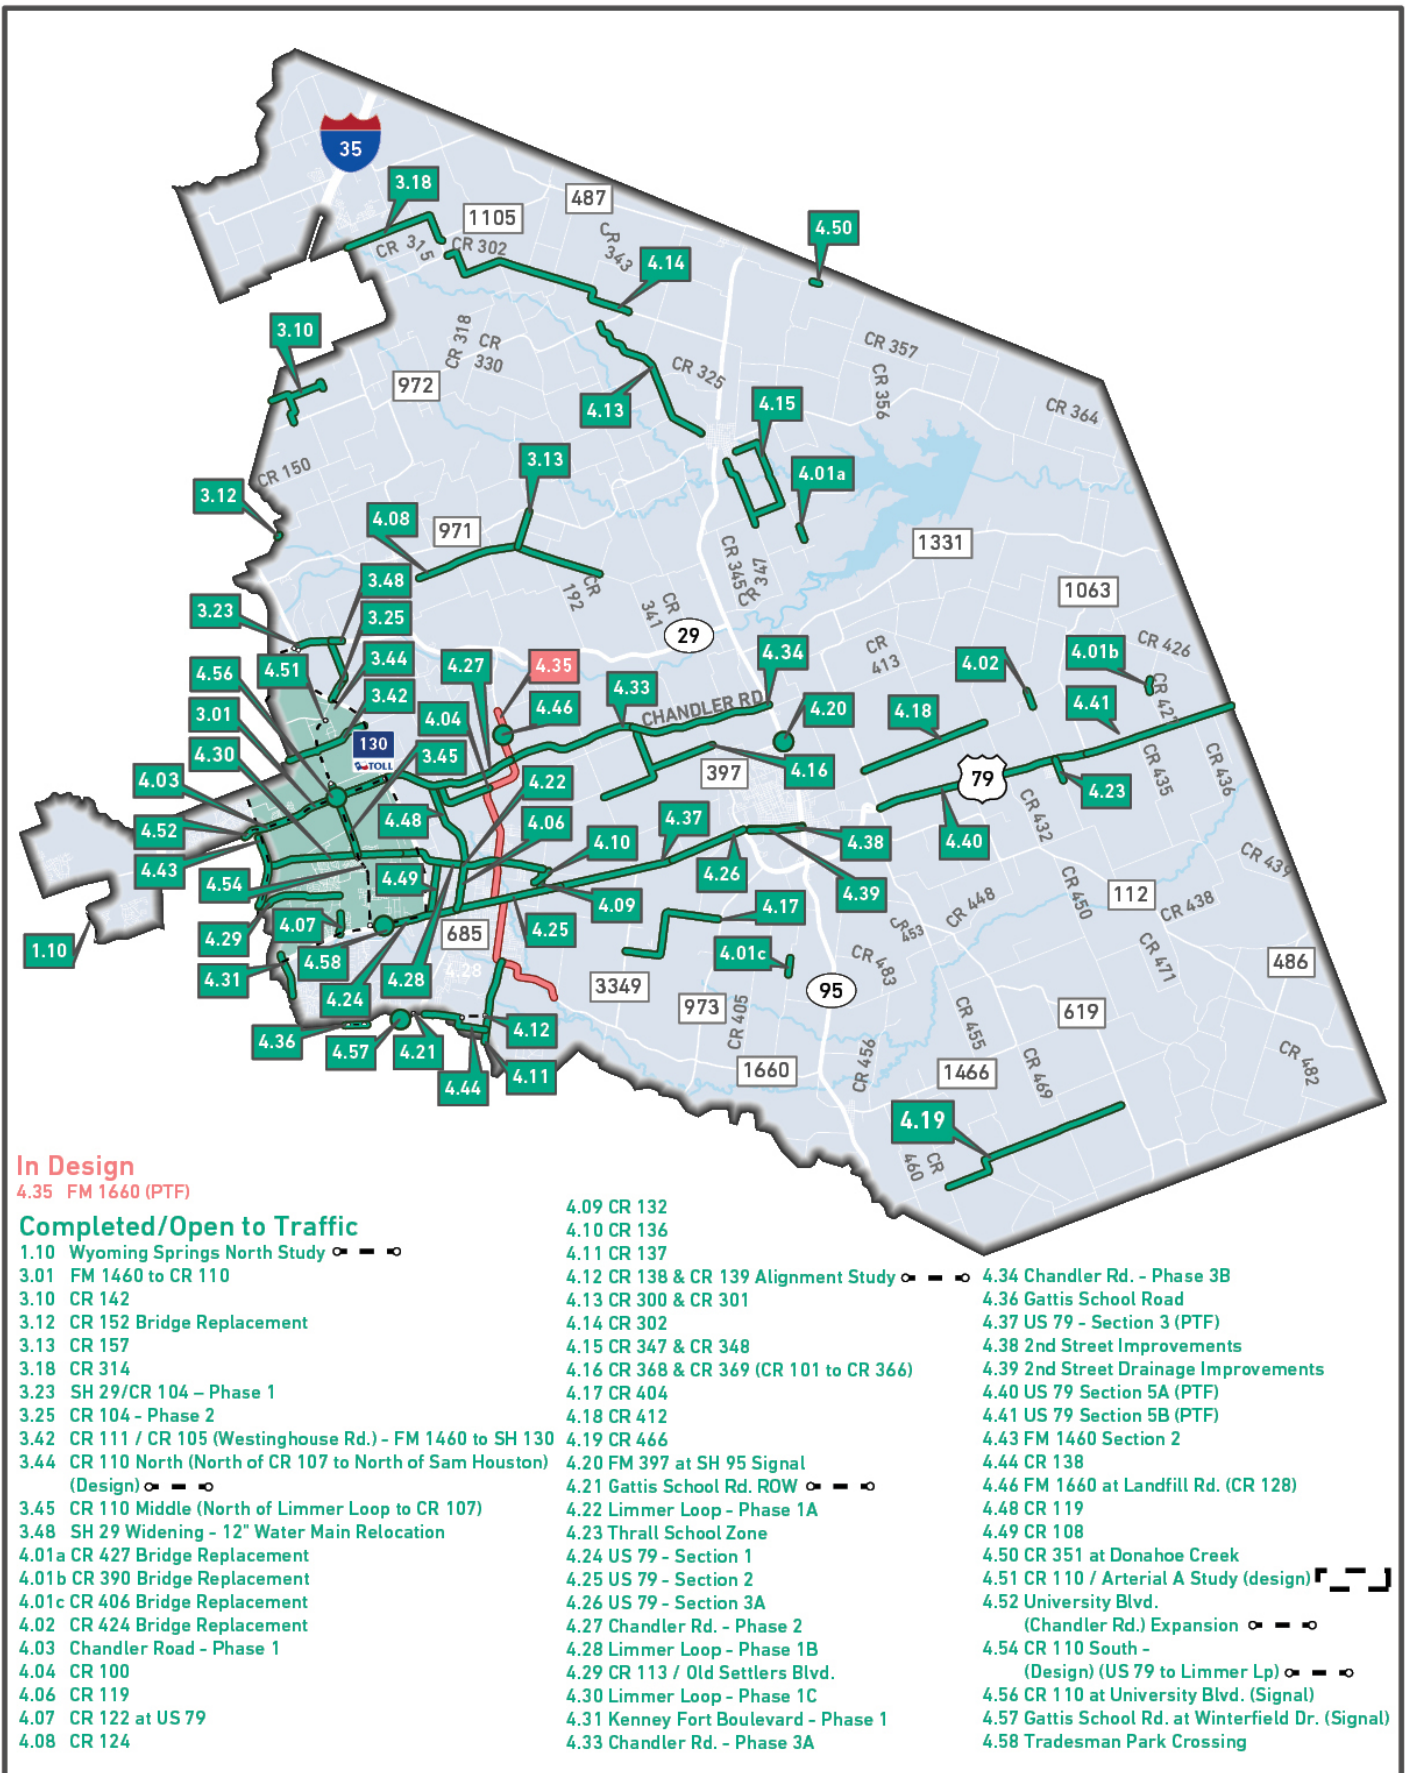 35
3.18
1105
487
CR 315
CR 302
CR 343
4.14
4.50
3.10
CR 318
CR 330
972
4.13
CR 325
CR 357
CR 356
CR 364
4.15
CR 150
3.13
4.01a
3.12
4.08
971
1331
CR 345
CR 347
CR 192
CR 341
1063
3.48
3.23
3.25
29
CR 413
CR 426
4.56
4.51
3.44
4.27
4.35
4.34
4.02
4.01b
3.42
4.33
CR 427
3.01
4.04
4.46
CHANDLER RD
4.20
4.18
4.41
4.30
130
TOLL
3.45
4.03
4.22
397
4.16
79
4.23
CR 435
CR 436
4.52
4.48
4.06
4.37
CR 432
4.43
4.10
4.38
4.40
CR 439
4.54
4.49
4.26
4.39
112
CR 450
CR 438
4.09
4.17
CR 448
4.29
4.07
685
4.25
CR 453
1.10
4.58
4.28
4.28
4.01c
CR 483
CR 471
486
4.31
4.24
3349
95
973
CR 405
CR 455
619
4.36
4.57
4.21
4.12
4.44
4.11
1660
CR 456
1466
CR 469
CR 482
4.19
CR 460
In Design
4.35 FM 1660 (PTF)
Completed/Open to Traffic
1.10 Wyoming Springs North Study
3.01 FM 1460 to CR 110
3.10 CR 142
3.12 CR 152 Bridge Replacement
3.13 CR 157
3.18 CR 314
3.23 SH 29/CR 104 – Phase 1
3.25 CR 104 - Phase 2
3.42 CR 111 / CR 105 (Westinghouse Rd.) - FM 1460 to SH 130
3.44 CR 110 North (North of CR 107 to North of Sam Houston)
(Design)
3.45 CR 110 Middle (North of Limmer Loop to CR 107)
3.48 SH 29 Widening - 12" Water Main Relocation
4.01a CR 427 Bridge Replacement
4.01b CR 390 Bridge Replacement
4.01c CR 406 Bridge Replacement
4.02 CR 424 Bridge Replacement
4.03 Chandler Road - Phase 1
4.04 CR 100
4.06 CR 119
4.07 CR 122 at US 79
4.08 CR 124
4.09 CR 132
4.10 CR 136
4.11 CR 137
4.12 CR 138 & CR 139 Alignment Study
4.13 CR 300 & CR 301
4.14 CR 302
4.15 CR 347 & CR 348
4.16 CR 368 & CR 369 (CR 101 to CR 366)
4.17 CR 404
4.18 CR 412
4.19 CR 466
4.20 FM 397 at SH 95 Signal
4.21 Gattis School Rd. ROW
4.22 Limmer Loop - Phase 1A
4.23 Thrall School Zone
4.24 US 79 - Section 1
4.25 US 79 - Section 2
4.26 US 79 - Section 3A
4.27 Chandler Rd. - Phase 2
4.28 Limmer Loop - Phase 1B
4.29 CR 113 / Old Settlers Blvd.
4.30 Limmer Loop - Phase 1C
4.31 Kenney Fort Boulevard - Phase 1
4.33 Chandler Rd. - Phase 3A
4.34 Chandler Rd. - Phase 3B
4.36 Gattis School Road
4.37 US 79 - Section 3 (PTF)
4.38 2nd Street Improvements
4.39 2nd Street Drainage Improvements
4.40 US 79 Section 5A (PTF)
4.41 US 79 Section 5B (PTF)
4.43 FM 1460 Section 2
4.44 CR 138
4.46 FM 1660 at Landfill Rd. (CR 128)
4.48 CR 119
4.49 CR 108
4.50 CR 351 at Donahoe Creek
4.51 CR 110 / Arterial A Study (design)
4.52 University Blvd.
(Chandler Rd.) Expansion
4.54 CR 110 South -
(Design) (US 79 to Limmer Lp)
4.56 CR 110 at University Blvd. (Signal)
4.57 Gattis School Rd. at Winterfield Dr. (Signal)
4.58 Tradesman Park Crossing